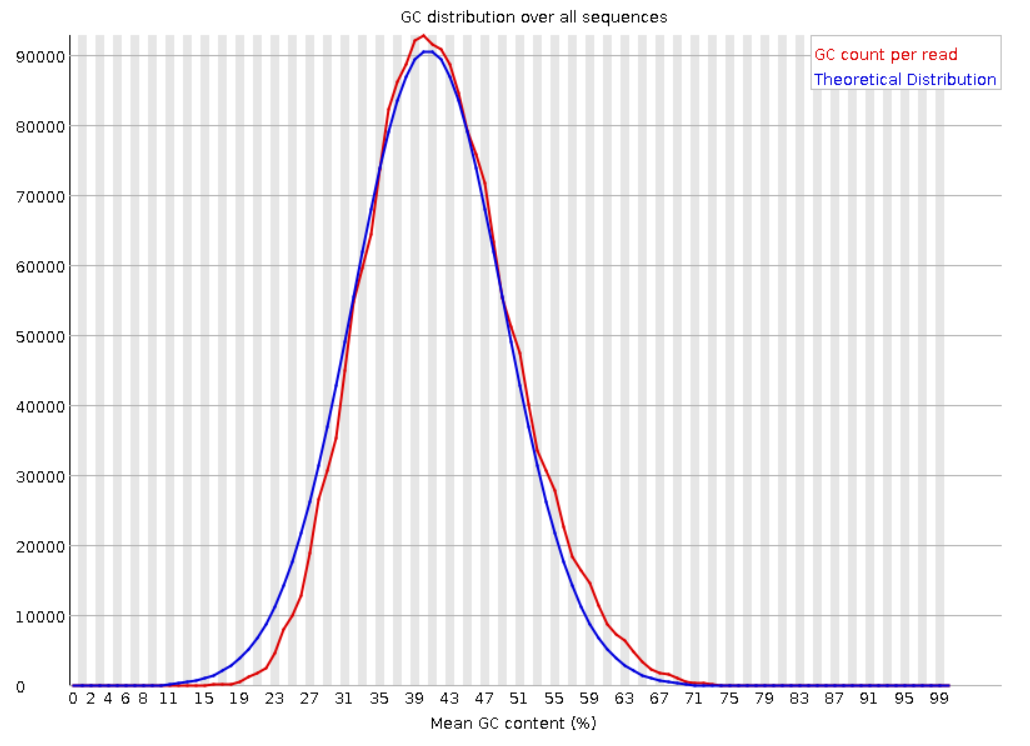 GC distribution over all sequences
GC count per read
Theoretical Distribution
90000
80000
70000
60000
50000
40000
30000
20000
10000
0
0 2 4 6 8 11 15 19 23 27 31 35 39 43 47 51 55 59 63 67 71 75 79 83 87 91 95 99
Mean GC content (%)